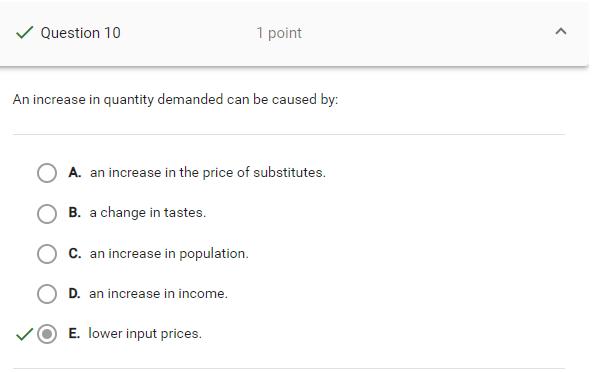 Question 10 1 point
An increase in quantity demanded can be caused by:
A. an increase in the price of substitutes.
B. a change in tastes.
C. an increase in population.
D. an increase in income.
E. lower input prices.